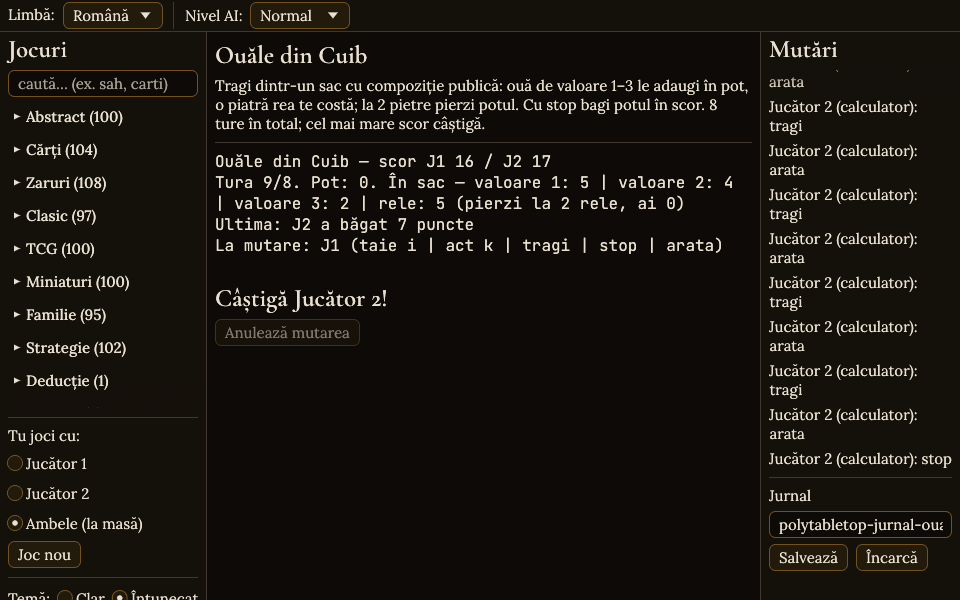 Limbă: Română ▼ Nivel AI: Normal ▼
Jocuri
caută... (ex. sah, carti)
▸ Abstract (100)
▸ Cărți (104)
▸ Zaruri (108)
▸ Clasic (97)
▸ TCG (100)
▸ Miniaturi (100)
▸ Familie (95)
▸ Strategie (102)
▸ Deducție (1)
Tu joci cu:
Jucător 1
Jucător 2
Ambele (la masă)
Joc nou
Temă: Clar Întunecat
Ouăle din Cuib
Tragi dintr-un sac cu compoziție publică: ouă de valoare 1–3 le adaugi în pot,
o piatră rea te costă; la 2 pietre pierzi potul. Cu stop bagi potul în scor. 8
ture în total; cel mai mare scor câștigă.
Ouăle din Cuib — scor J1 16 / J2 17
Tura 9/8. Pot: 0. În sac — valoare 1: 5 | valoare 2: 4
| valoare 3: 2 | rele: 5 (pierzi la 2 rele, ai 0)
Ultima: J2 a băgat 7 puncte
La mutare: J1 (taie i | act k | tragi | stop | arata)
Câștigă Jucător 2!
Anulează mutarea
Mutări
arata
Jucător 2 (calculator):
tragi
Jucător 2 (calculator):
arata
Jucător 2 (calculator):
tragi
Jucător 2 (calculator):
arata
Jucător 2 (calculator):
tragi
Jucător 2 (calculator):
arata
Jucător 2 (calculator):
tragi
Jucător 2 (calculator):
arata
Jucător 2 (calculator): stop
Jurnal
polytabletop-jurnal-oua
Salvează Încarcă